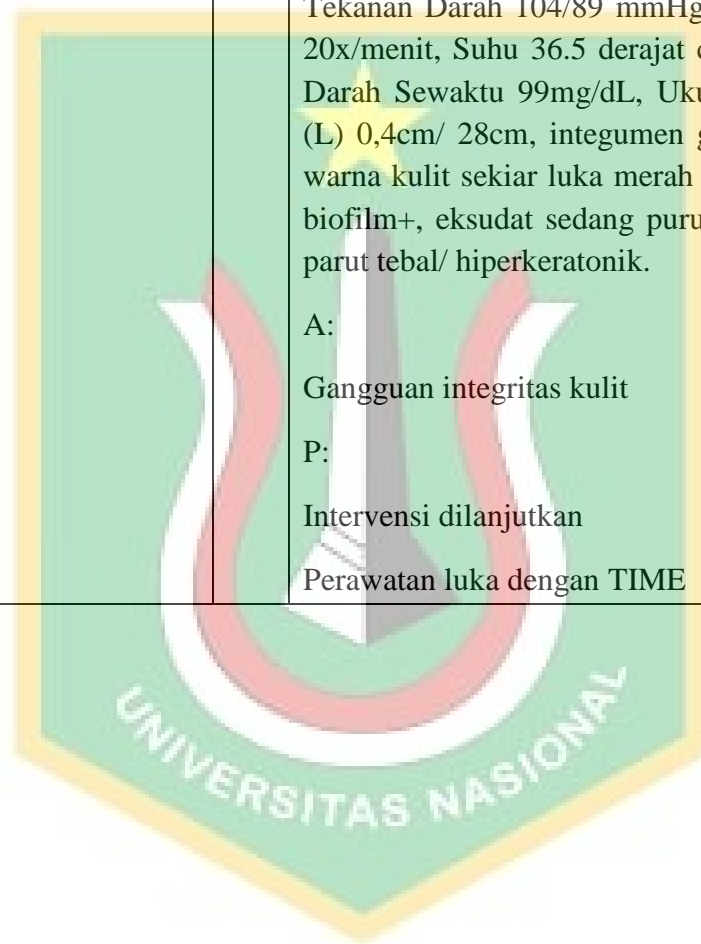 Tekanan Darah 104/89 mmHg
20x/menit, Suhu 36.5 derajat
Darah Sewaktu 99mg/dL,
(L) 0,4cm/ 28cm, integumen
warna kulit sekiar luka merah
biofilm+, eksudat sedang
parut tebal/ hiperkeratonik.
A:
Gangguan integritas kulit
P:
Intervensi dilanjutkan
Perawatan luka dengan TIME
UNIVERSITAS NASIONAL